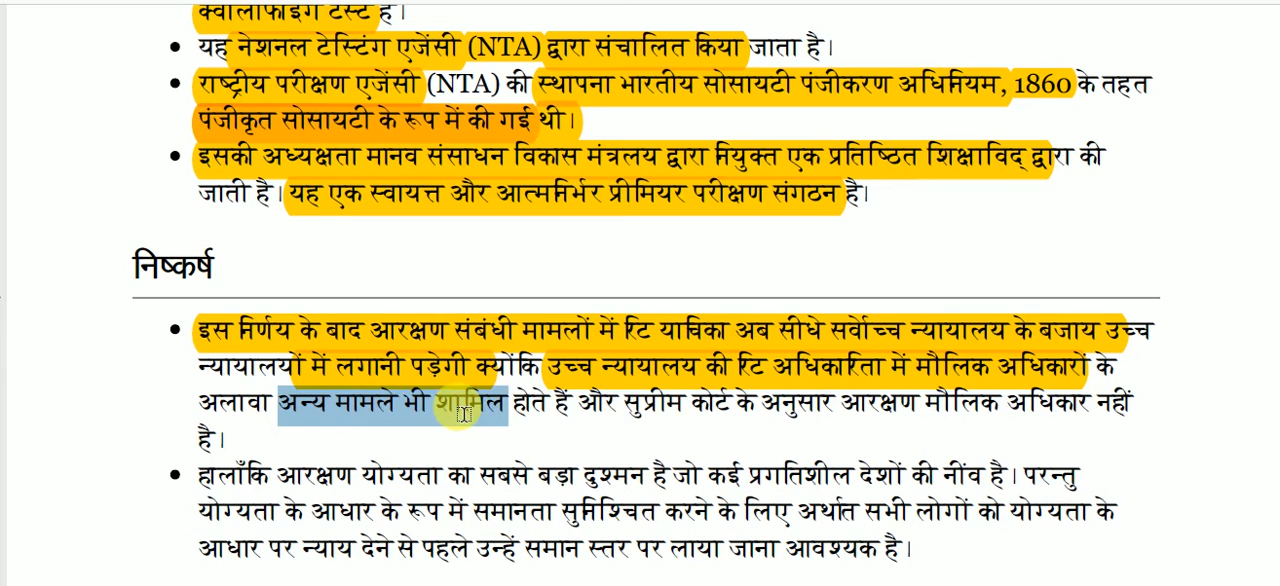 क्वालीफाइंग टेस्ट है।
यह नेशनल टेस्टिंग एजेंसी (NTA) द्वारा संचालित किया जाता है।
राष्ट्रीय परीक्षण एजेंसी (NTA) की स्थापना भारतीय सोसायटी पंजीकरण अधिनियम, 1860 के तहत
पंजीकृत सोसायटी के रूप में की गई थी।
इसकी अध्यक्षता मानव संसाधन विकास मंत्रलय द्वारा नियुक्त एक प्रतिष्ठित शिक्षाविद् द्वारा की
जाती है। यह एक स्वायत्त और आत्मनिर्भर प्रीमियर परीक्षण संगठन है।
निष्कर्ष
इस निर्णय के बाद आरक्षण संबंधी मामलों में रिट याचिका अब सीधे सर्वोच्च न्यायालय के बजाय उच्च
न्यायालयों में लगानी पड़ेगी क्योंकि उच्च न्यायालय की रिट अधिकारिता में मौलिक अधिकारों के
अलावा अन्य मामले भी शामिल होते हैं और सुप्रीम कोर्ट के अनुसार आरक्षण मौलिक अधिकार नहीं
है।
हालाँकि आरक्षण योग्यता का सबसे बड़ा दुश्मन है जो कई प्रगतिशील देशों की नींव है। परन्तु
योग्यता के आधार के रूप में समानता सुनिश्चित करने के लिए अर्थात सभी लोगों को योग्यता के
आधार पर न्याय देने से पहले उन्हें समान स्तर पर लाया जाना आवश्यक है।